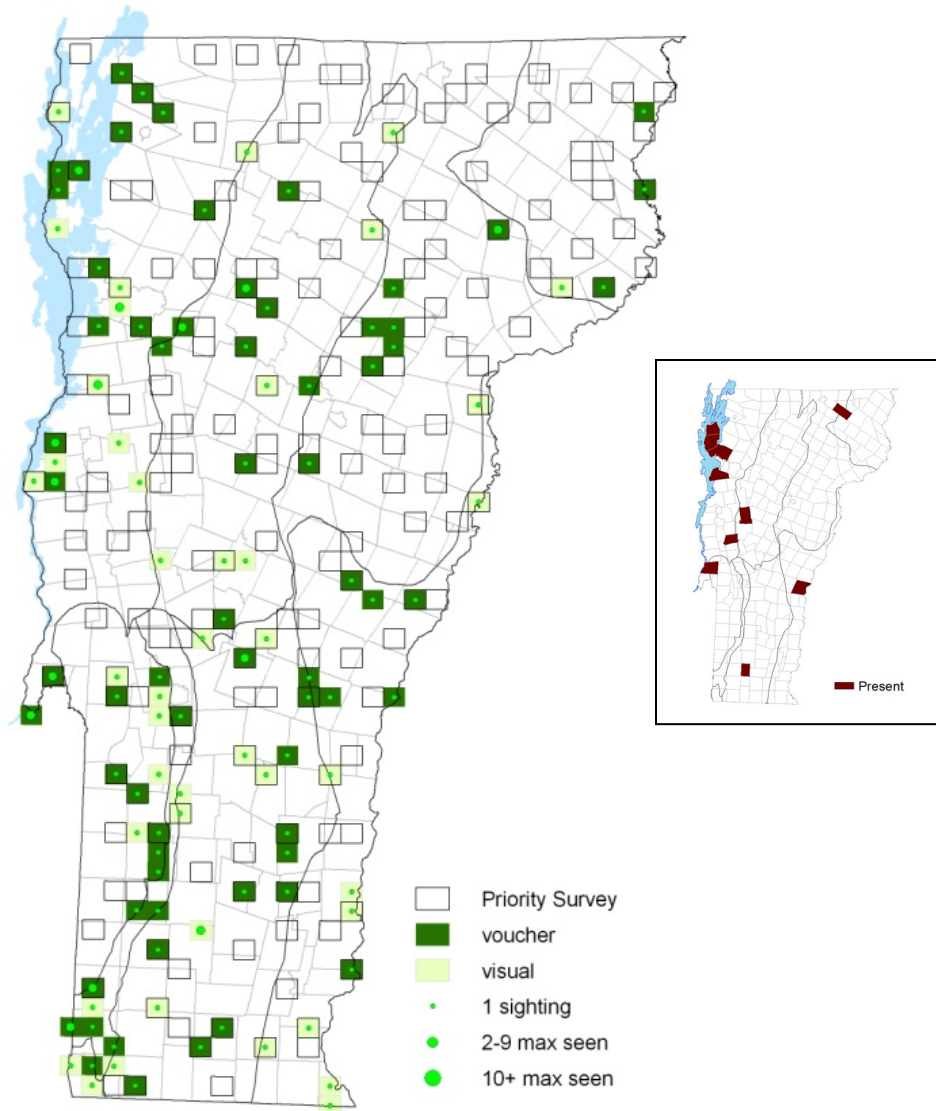 Present
Priority Survey
voucher
visual
1 sighting
2-9 max seen
10+ max seen